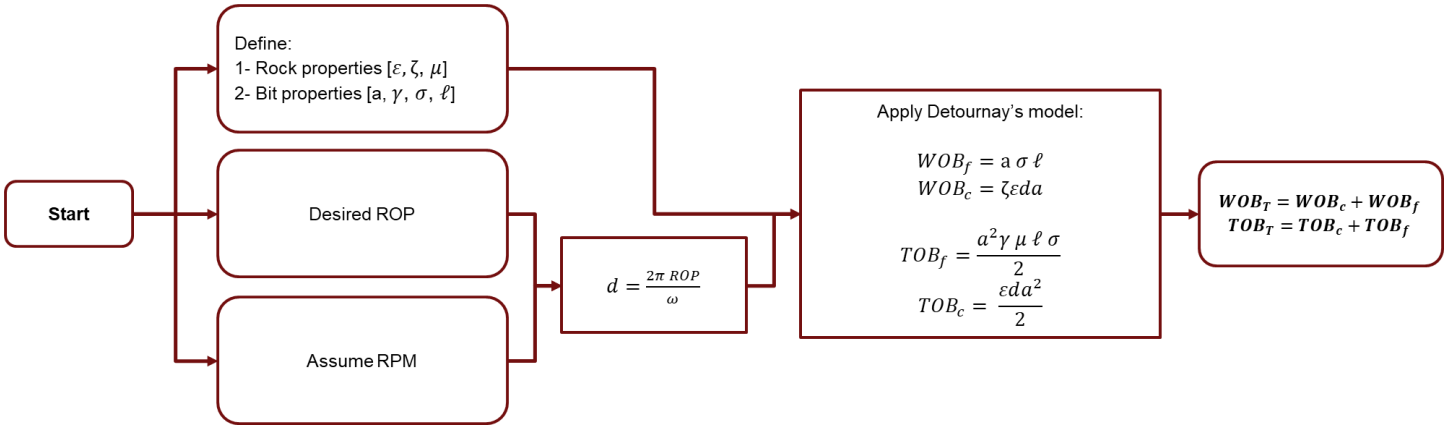 Start
Define:
1- Rock properties [ε, ζ, μ]
2- Bit properties [a, γ, σ, ℓ]
Desired ROP
Assume RPM
d = 2π ROP / ω
Apply Detournay’s model:
WOB_f = a σ ℓ
WOB_c = ζεda
TOB_f = a²γ μ ℓ σ / 2
TOB_c = εda² / 2
WOB_T = WOB_c + WOB_f
TOB_T = TOB_c + TOB_f